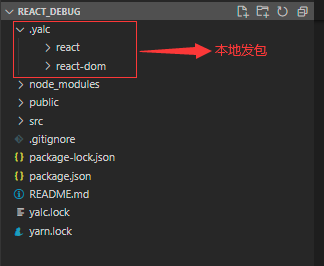 REACT_DEBUG
.yalc
react
本地发包
react-dom
node_modules
public
src
.gitignore
package-lock.json
package.json
README.md
yalc.lock
yarn.lock